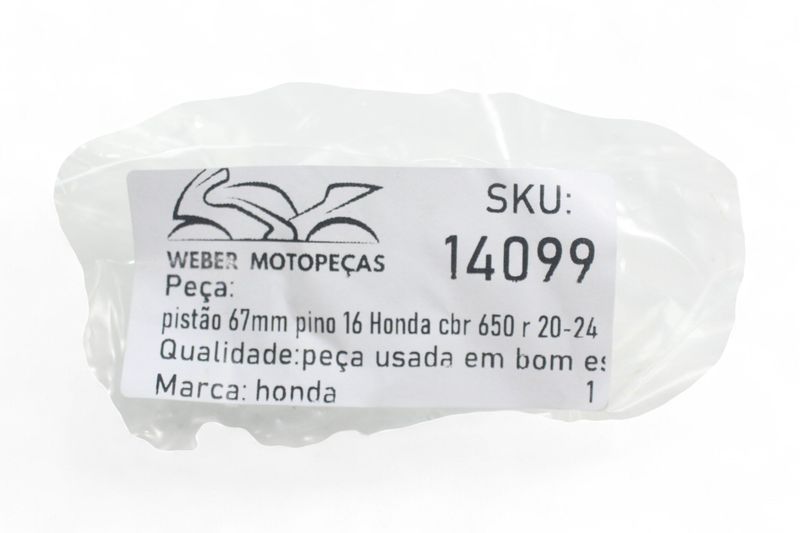 SKU:
14099
WEBER MOTOPEÇAS
Peça:
pistão 67mm pino 16 Honda cbr 650 r 20-24
Qualidade:peça usada em bom es
Marca: honda 1